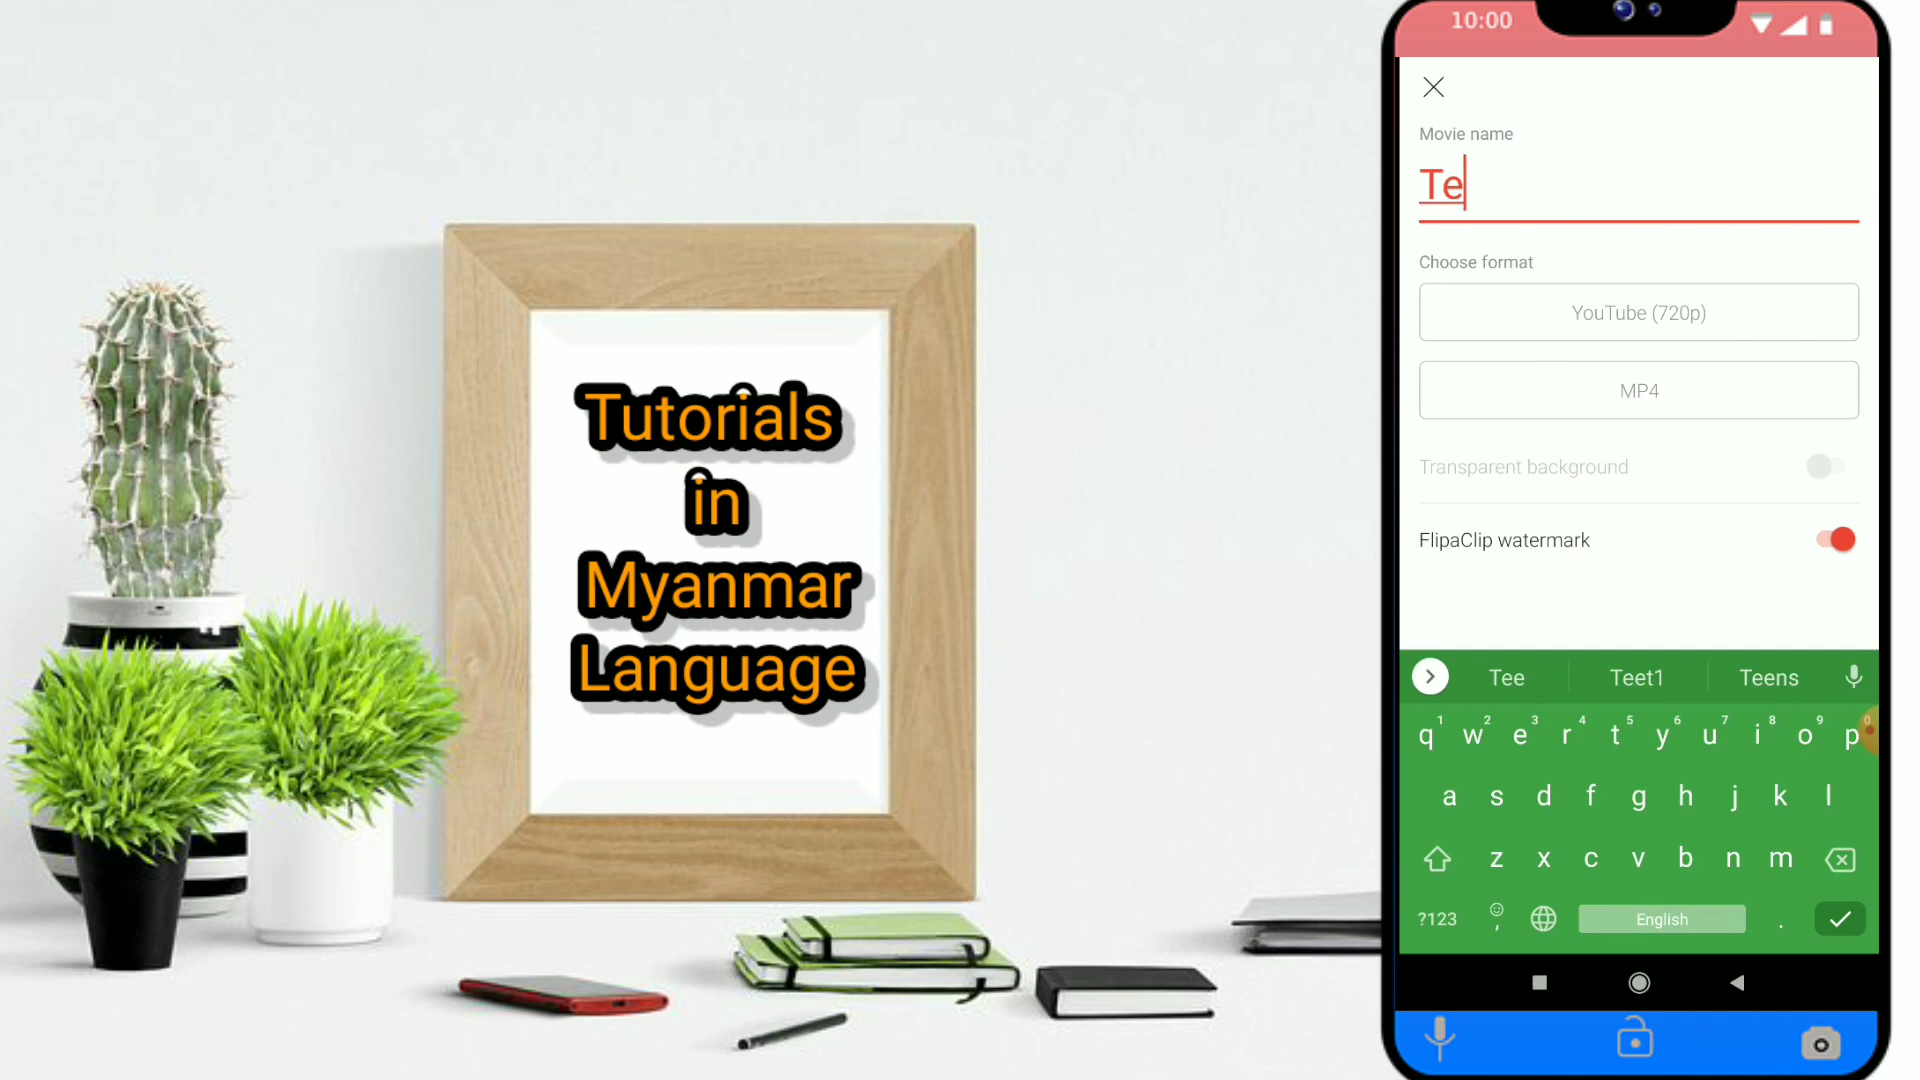 Tutorials
in
Myanmar
Language
10:00
Movie name
Te
Choose format
YouTube (720p)
MP4
Transparent background
FlipaClip watermark
Tee Teet1 Teens
1 2 3 4 5 6 7 8 9 0
q w e r t y u i o p
a s d f g h j k l
z x c v b n m
?123 , English .